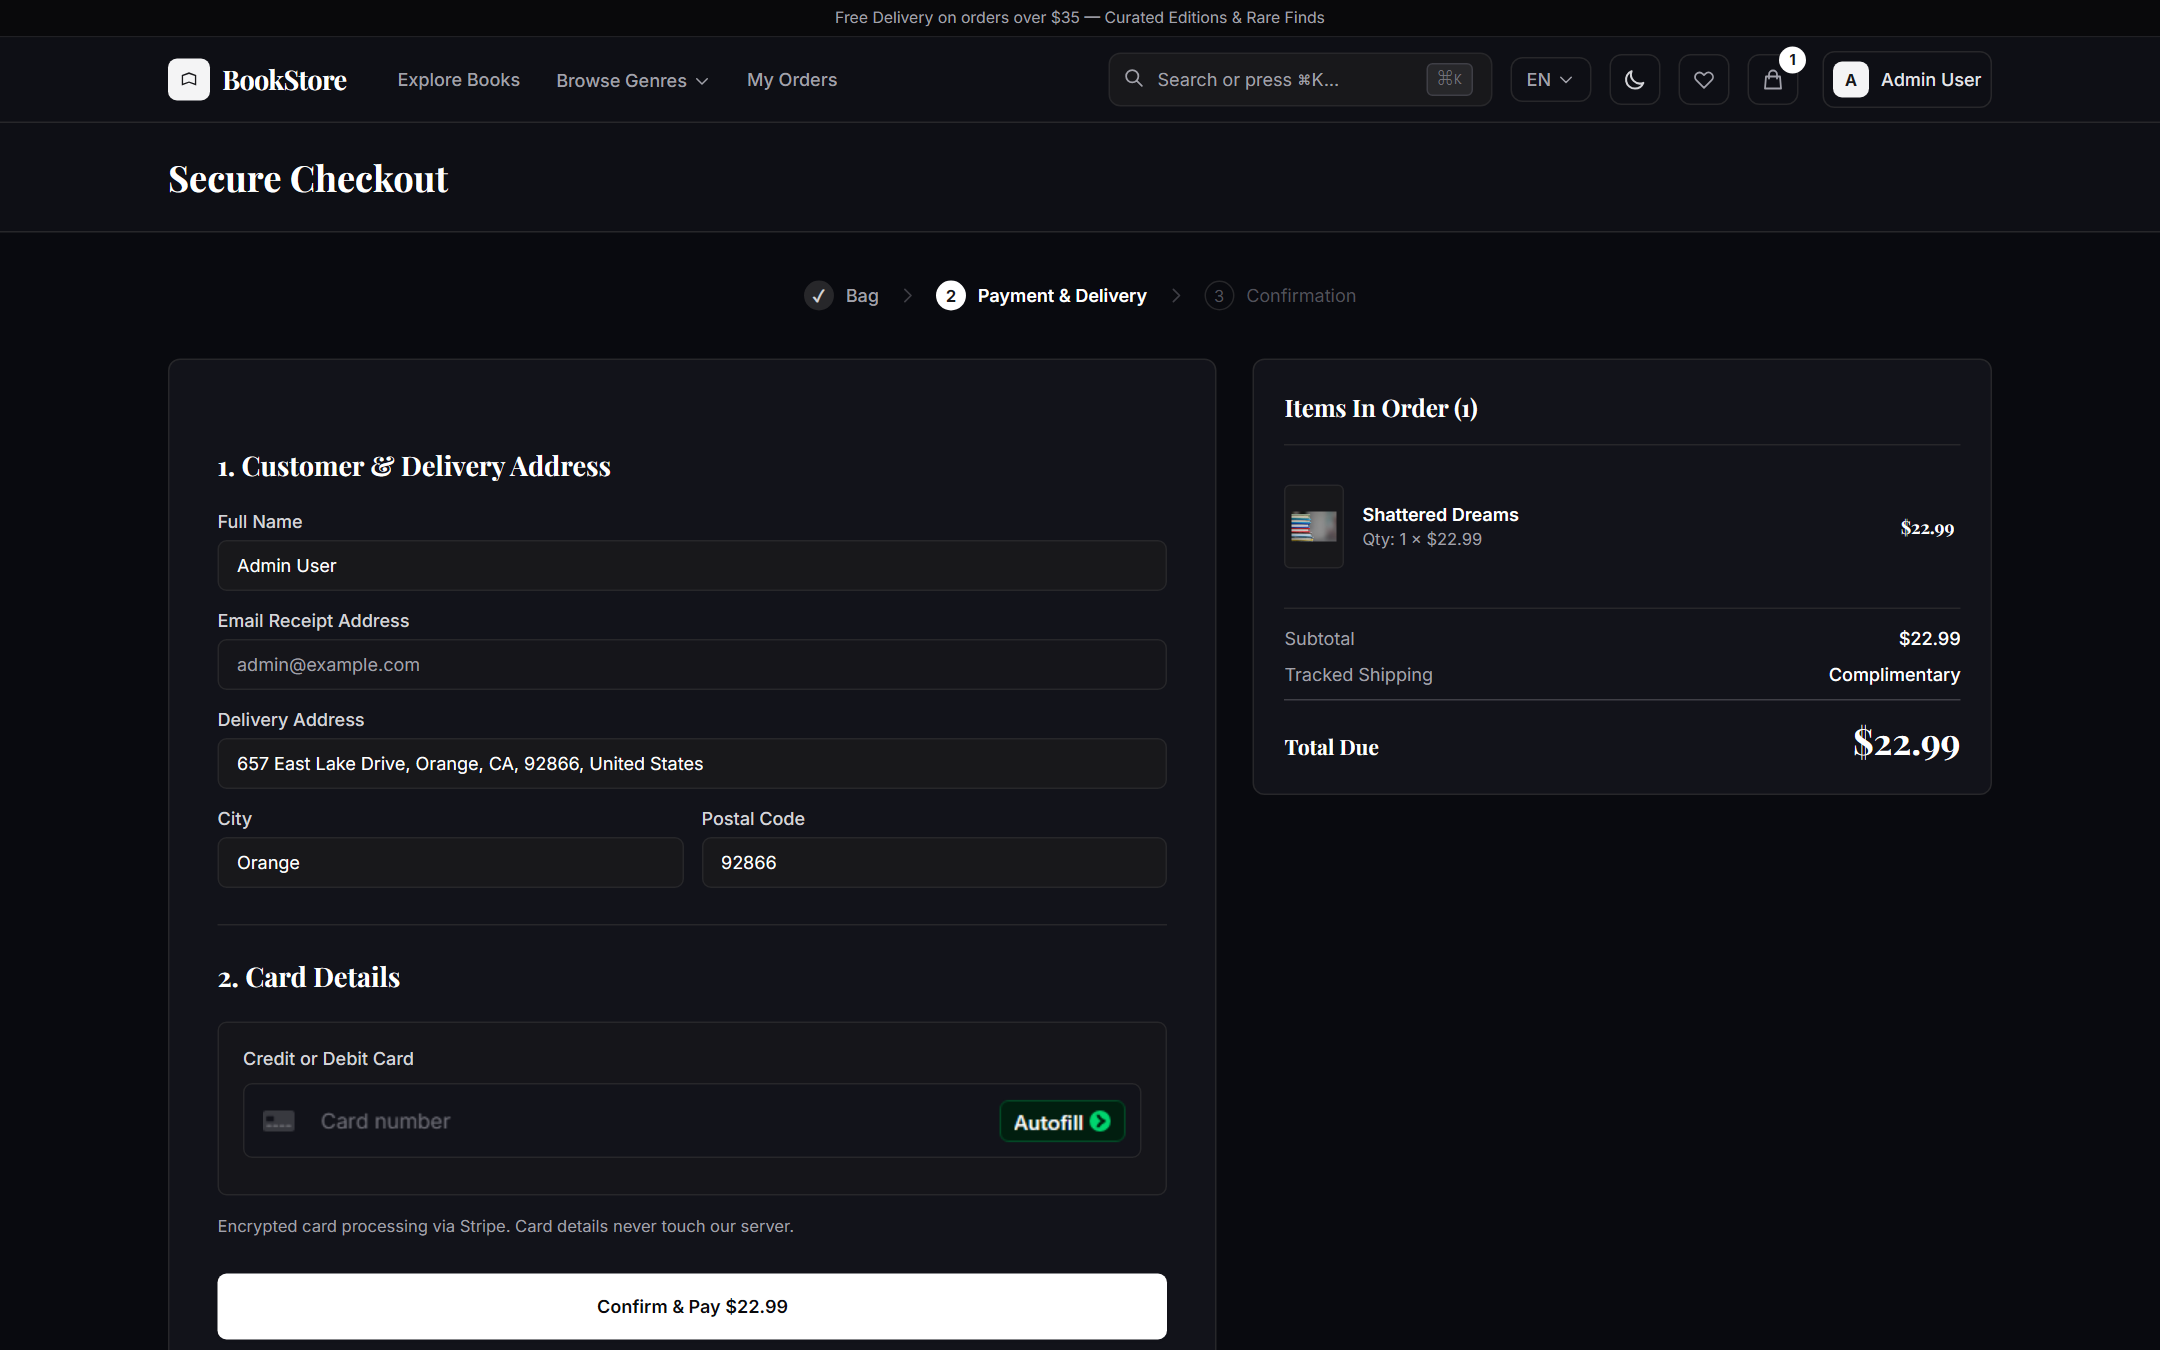 Free Delivery on orders over $35 — Curated Editions & Rare Finds
BookStore
Explore Books
Browse Genres
My Orders
Search or press ⌘K...
⌘K
EN
1
A
Admin User
Secure Checkout
✓ Bag
2 Payment & Delivery
3 Confirmation
1. Customer & Delivery Address
Full Name
Admin User
Email Receipt Address
admin@example.com
Delivery Address
657 East Lake Drive, Orange, CA, 92866, United States
City
Postal Code
Orange
92866
2. Card Details
Credit or Debit Card
Card number
Autofill
Encrypted card processing via Stripe. Card details never touch our server.
Confirm & Pay $22.99
Items In Order (1)
Shattered Dreams
Qty: 1 × $22.99
$22.99
Subtotal
$22.99
Tracked Shipping
Complimentary
Total Due
$22.99